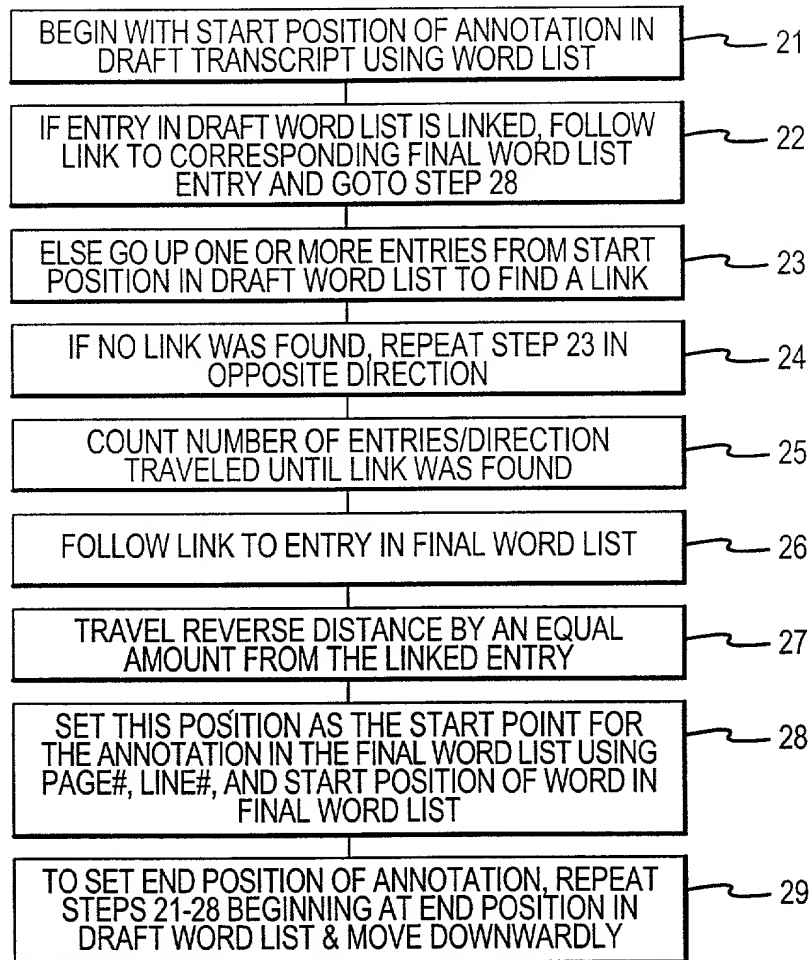 BEGIN WITH START POSITION OF ANNOTATION IN
DRAFT TRANSCRIPT USING WORD LIST
21
IF ENTRY IN DRAFT WORD LIST IS LINKED, FOLLOW
LINK TO CORRESPONDING FINAL WORD LIST
ENTRY AND GOTO STEP 28
22
ELSE GO UP ONE OR MORE ENTRIES FROM START
POSITION IN DRAFT WORD LIST TO FIND A LINK
23
IF NO LINK WAS FOUND, REPEAT STEP 23 IN
OPPOSITE DIRECTION
24
COUNT NUMBER OF ENTRIES/DIRECTION
TRAVELED UNTIL LINK WAS FOUND
25
FOLLOW LINK TO ENTRY IN FINAL WORD LIST
26
TRAVEL REVERSE DISTANCE BY AN EQUAL
AMOUNT FROM THE LINKED ENTRY
27
SET THIS POSITION AS THE START POINT FOR
THE ANNOTATION IN THE FINAL WORD LIST USING
PAGE#, LINE#, AND START POSITION OF WORD IN
FINAL WORD LIST
28
TO SET END POSITION OF ANNOTATION, REPEAT
STEPS 21-28 BEGINNING AT END POSITION IN
DRAFT WORD LIST & MOVE DOWNWARDLY
29